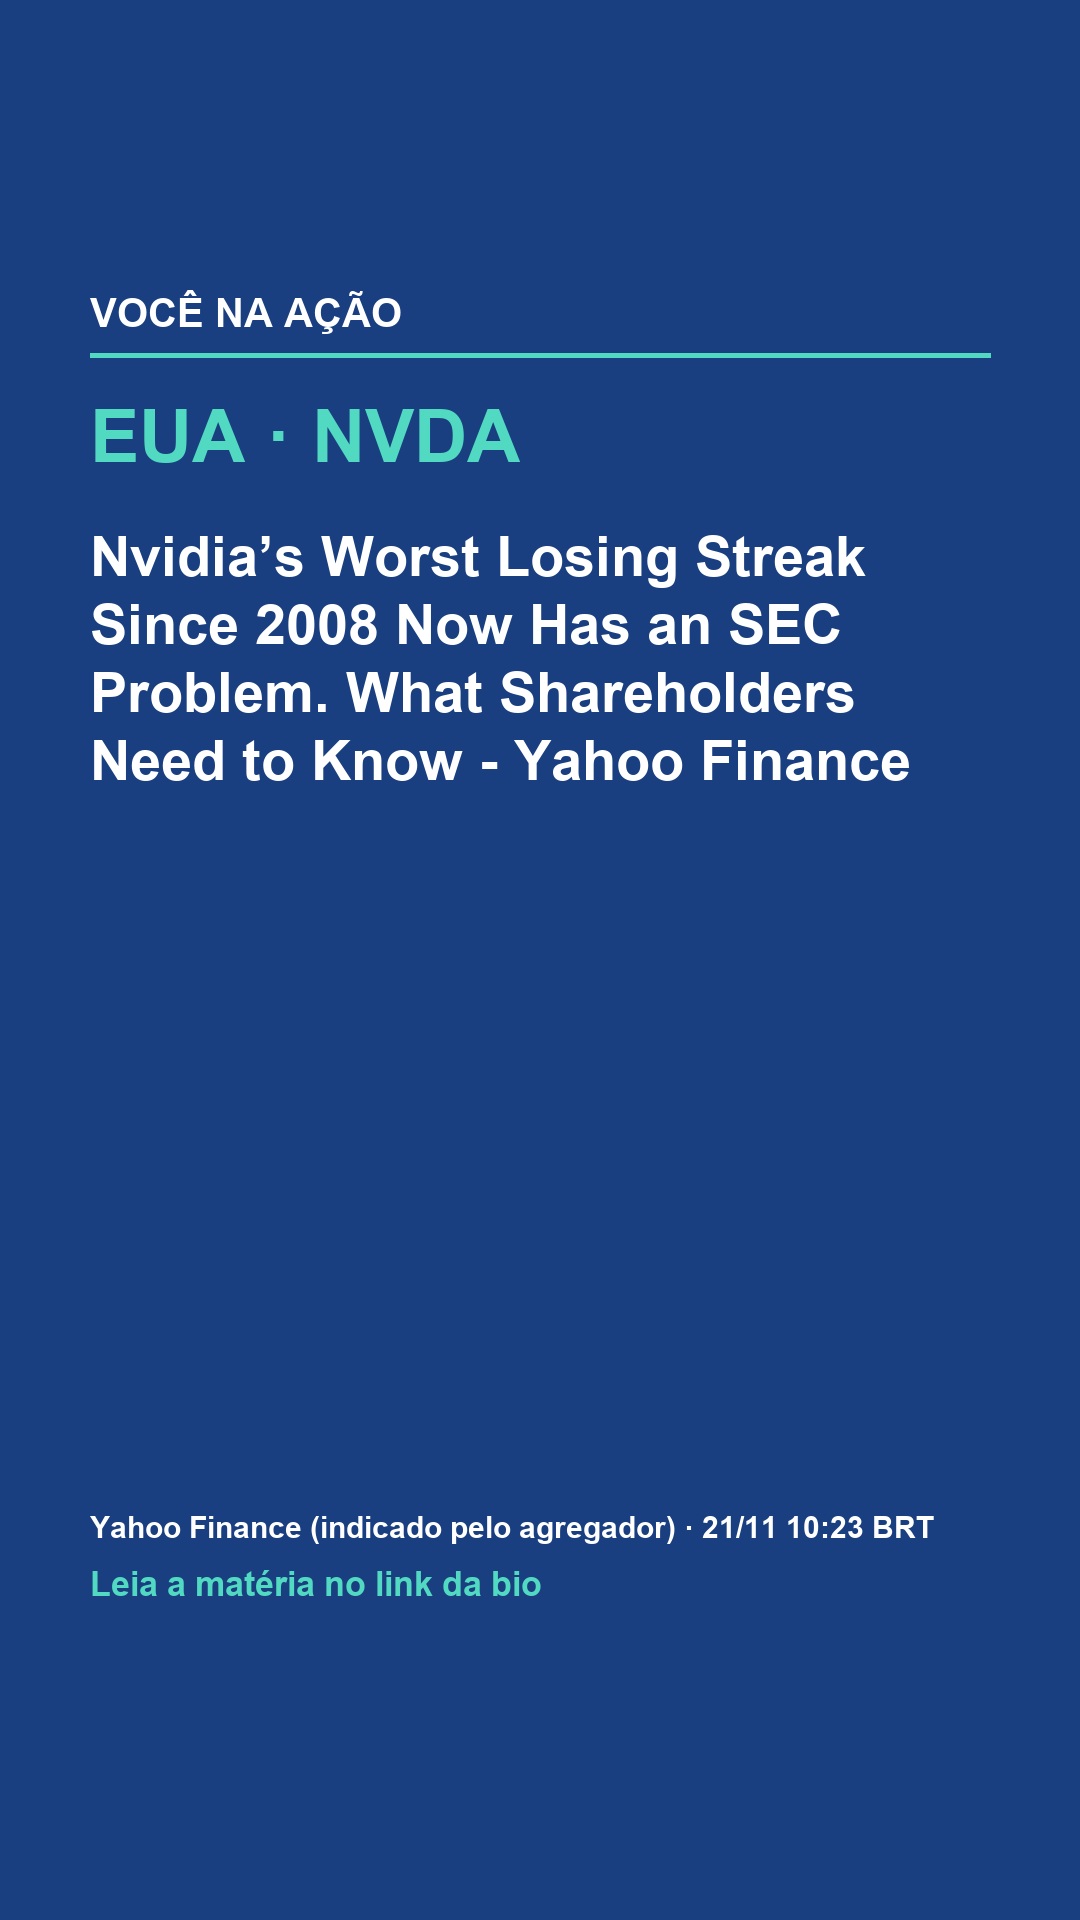 VOCÊ NA AÇÃO
EUA · NVDA
Nvidia’s Worst Losing Streak
Since 2008 Now Has an SEC
Problem. What Shareholders
Need to Know - Yahoo Finance
Yahoo Finance (indicado pelo agregador) · 21/11 10:23 BRT
Leia a matéria no link da bio